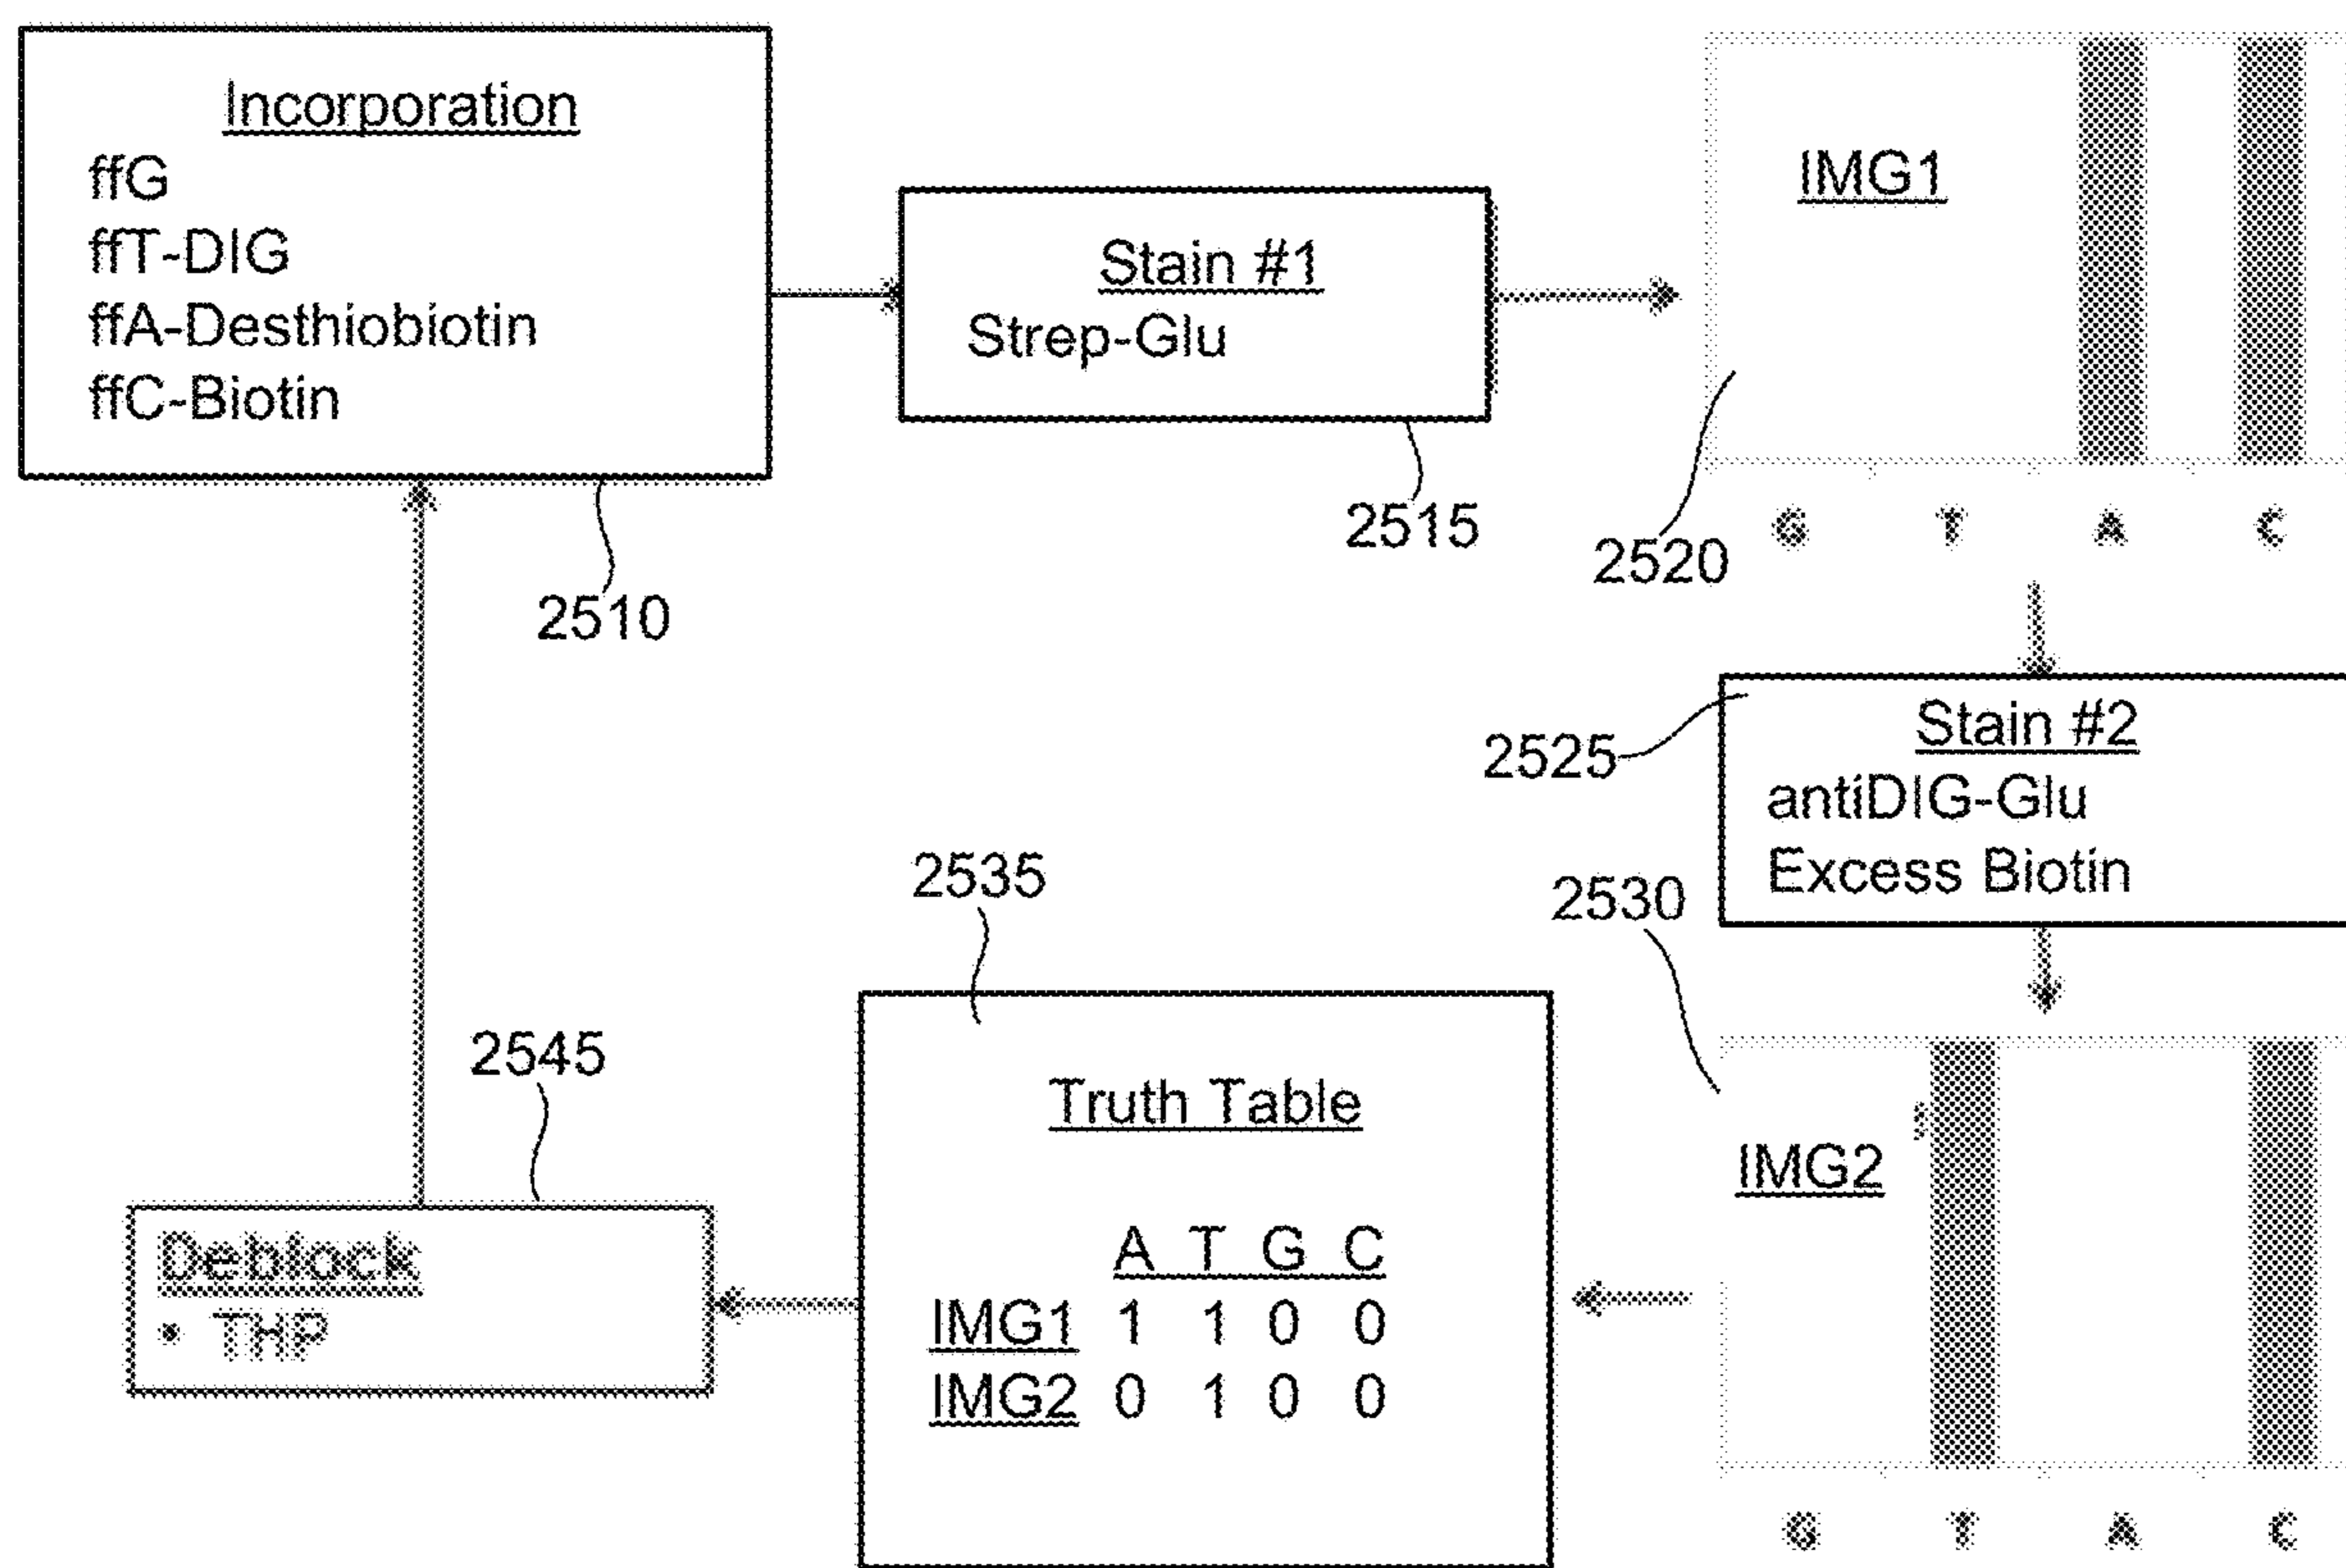 Incorporation
ffG
ffT-DIG
ffA-Desthiobiotin
ffC-Biotin
2510
Stain #1
Strep-Glu
2515
IMG1
G T A C
2520
Stain #2
antiDIG-Glu
Excess Biotin
2525
2530
IMG2
G T A C
2535
Truth Table
A T G C
IMG1 1 1 0 0
IMG2 0 1 0 0
2545
Deblock
• THP